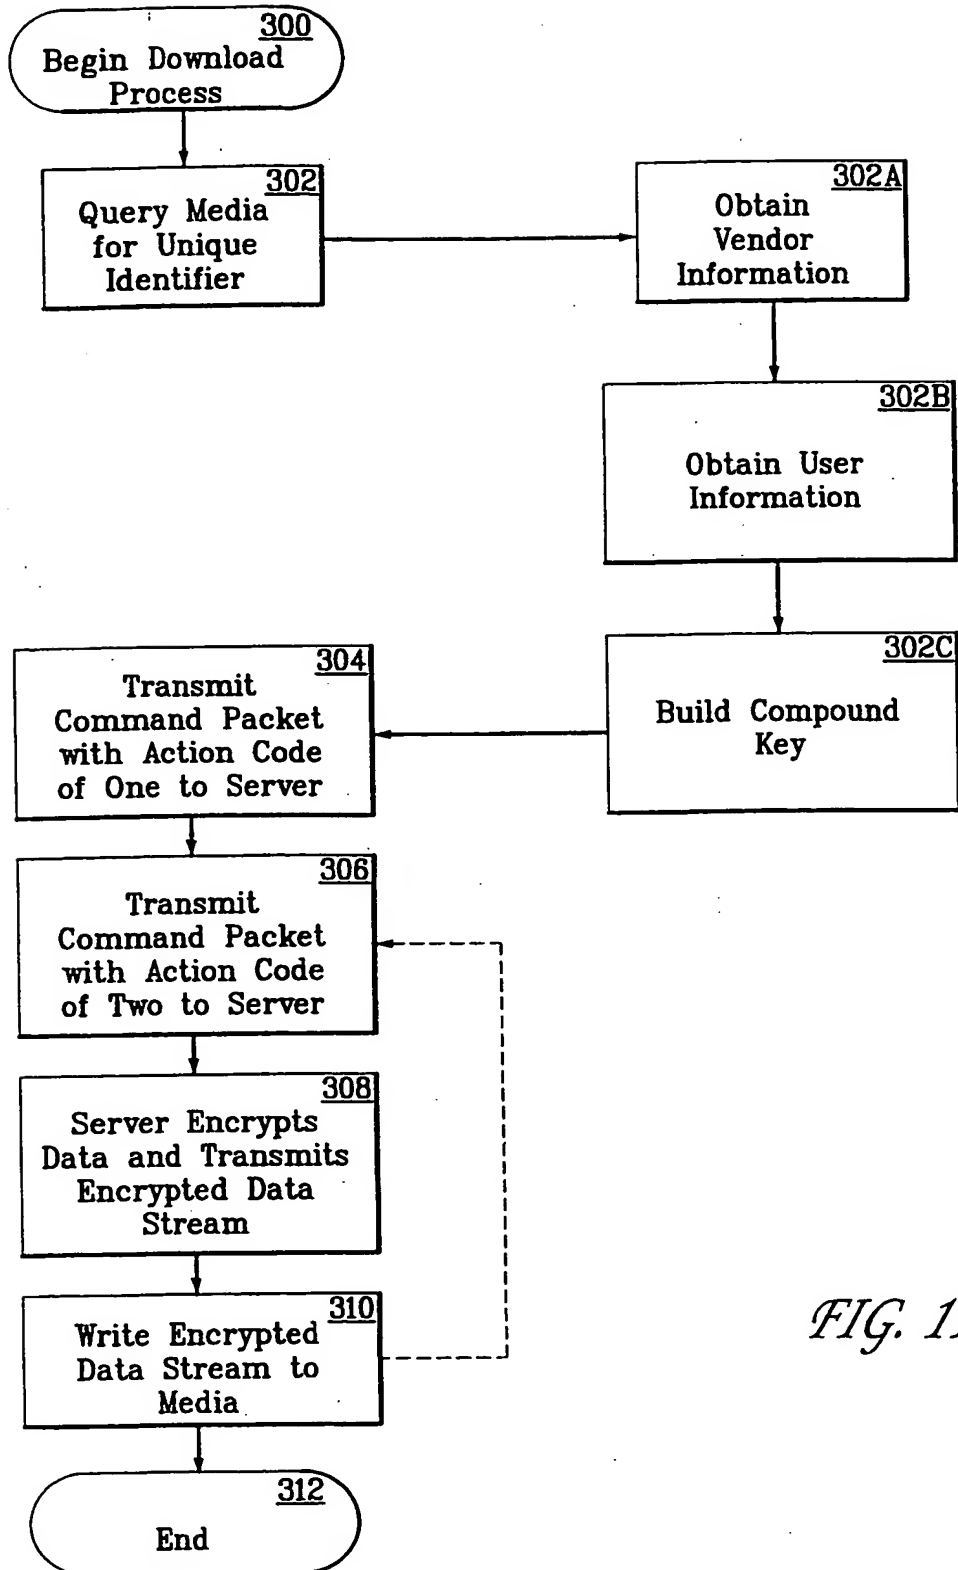 300
Begin Download
Process
302
Query Media
for Unique
Identifier
302A
Obtain
Vendor
Information
302B
Obtain User
Information
302C
Build Compound
Key
304
Transmit
Command Packet
with Action Code
of One to Server
306
Transmit
Command Packet
with Action Code
of Two to Server
308
Server Encrypts
Data and Transmits
Encrypted Data
Stream
310
Write Encrypted
Data Stream to
Media
312
End
FIG.